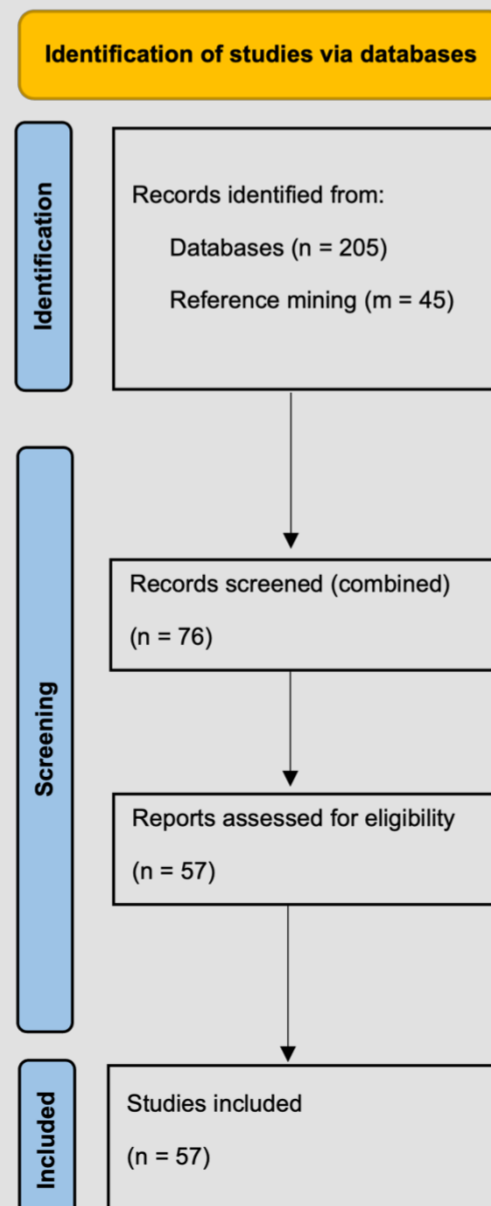 Identification of studies via databases
Identification
Records identified from:
Databases (n = 205)
Reference mining (m = 45)
Screening
Records screened (combined)
(n = 76)
Reports assessed for eligibility
(n = 57)
Included
Studies included
(n = 57)